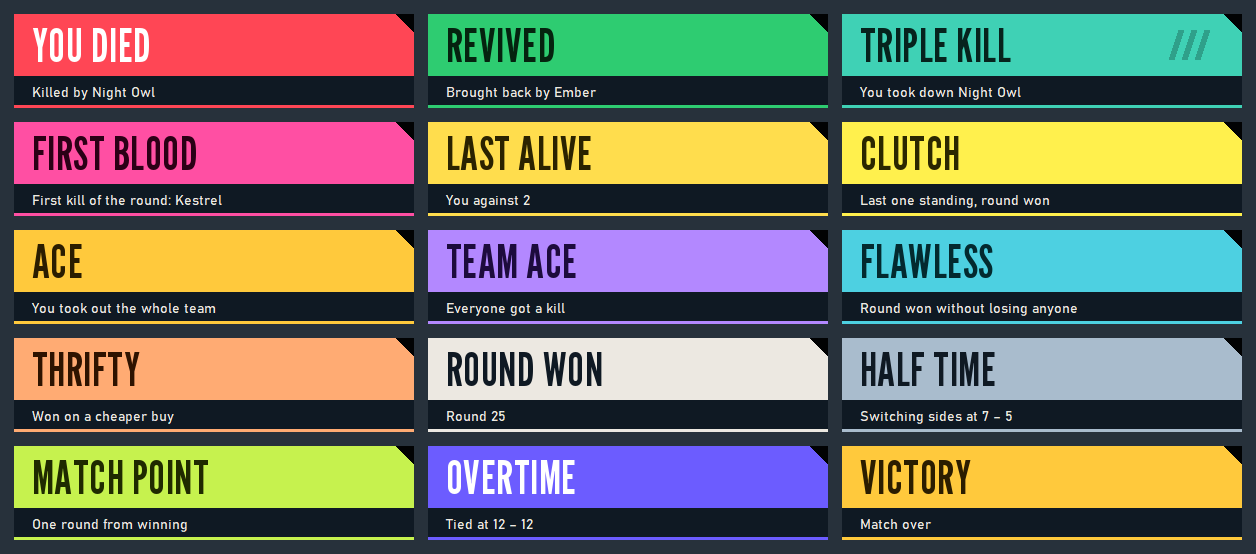 YOU DIED
Killed by Night Owl
REVIVED
Brought back by Ember
TRIPLE KILL
You took down Night Owl
FIRST BLOOD
First kill of the round: Kestrel
LAST ALIVE
You against 2
CLUTCH
Last one standing, round won
ACE
You took out the whole team
TEAM ACE
Everyone got a kill
FLAWLESS
Round won without losing anyone
THRIFTY
Won on a cheaper buy
ROUND WON
Round 25
HALF TIME
Switching sides at 7 – 5
MATCH POINT
One round from winning
OVERTIME
Tied at 12 – 12
VICTORY
Match over